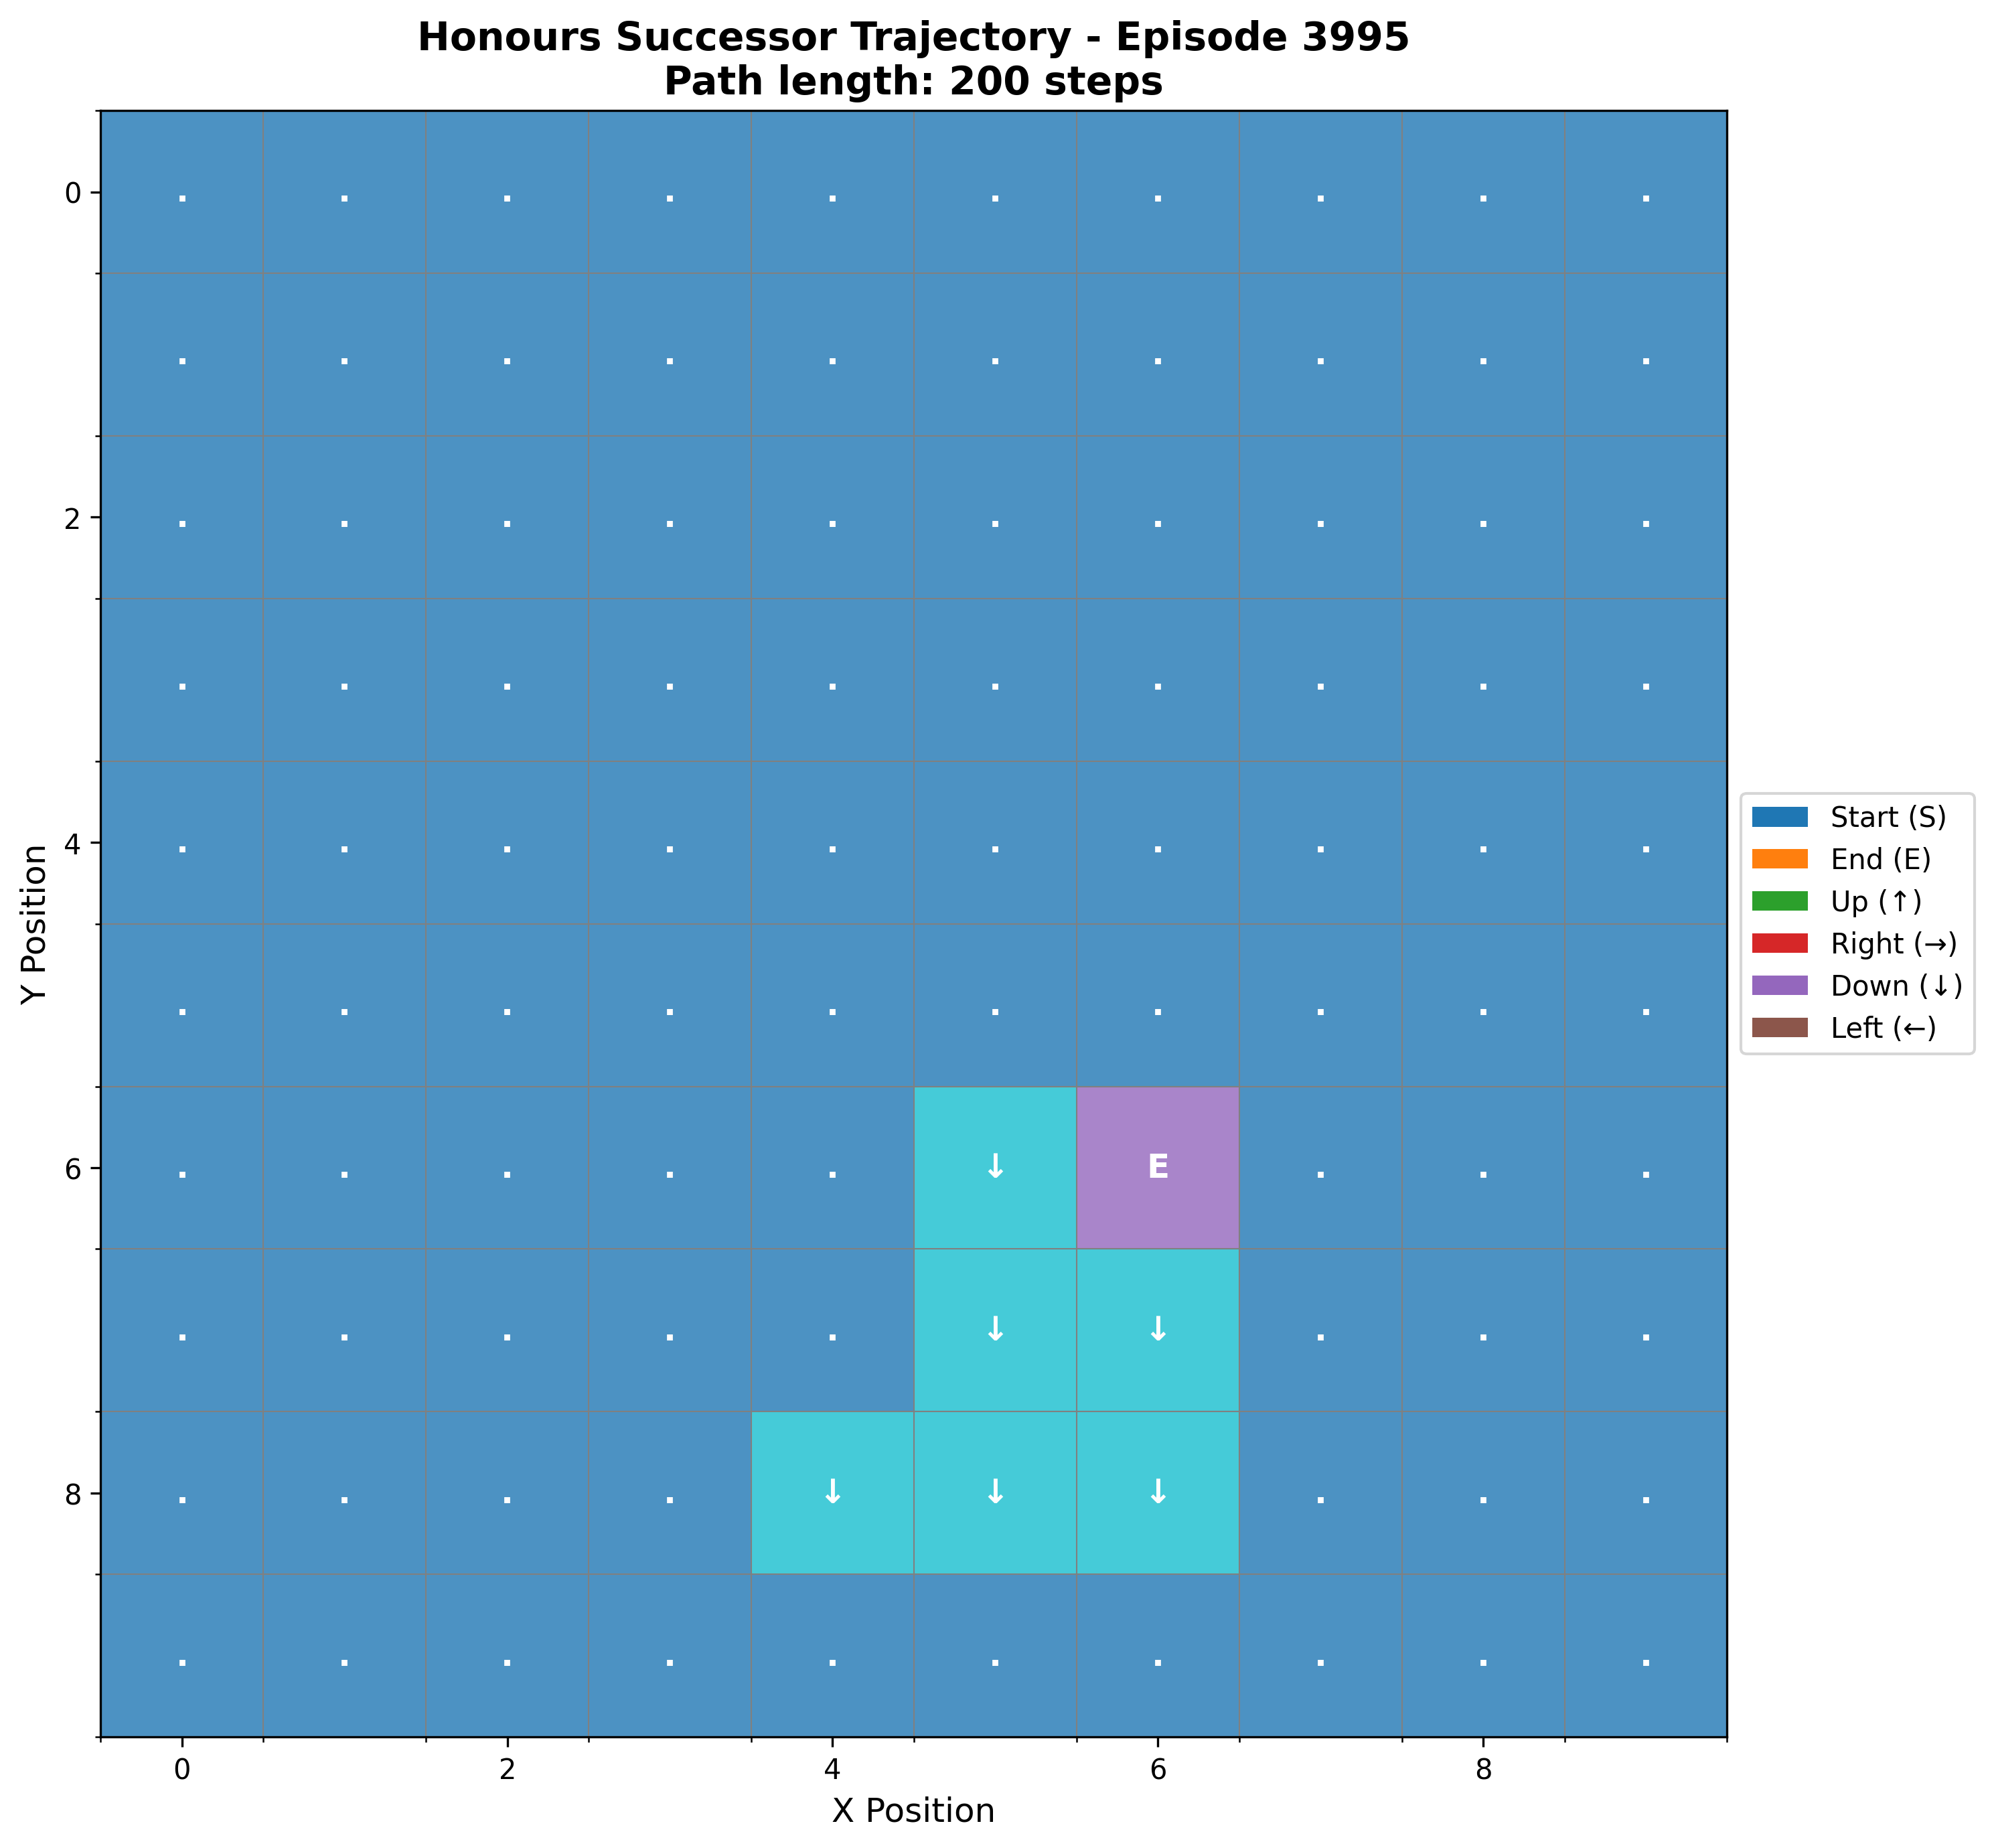 Honours Successor Trajectory - Episode 3995
Path length: 200 steps
Y Position
0
2
4
6
8
. . . . . . . . . .
. . . . . . . . . .
. . . . . . . . . .
. . . . . . . . . .
. . . . . . . . . .
. . . . . . . . . .
. . . . . ↓ E . . .
. . . . . ↓ ↓ . . .
. . . . ↓ ↓ ↓ . . .
. . . . . . . . . .
0 2 4 6 8
X Position
Start (S)
End (E)
Up (↑)
Right (→)
Down (↓)
Left (←)